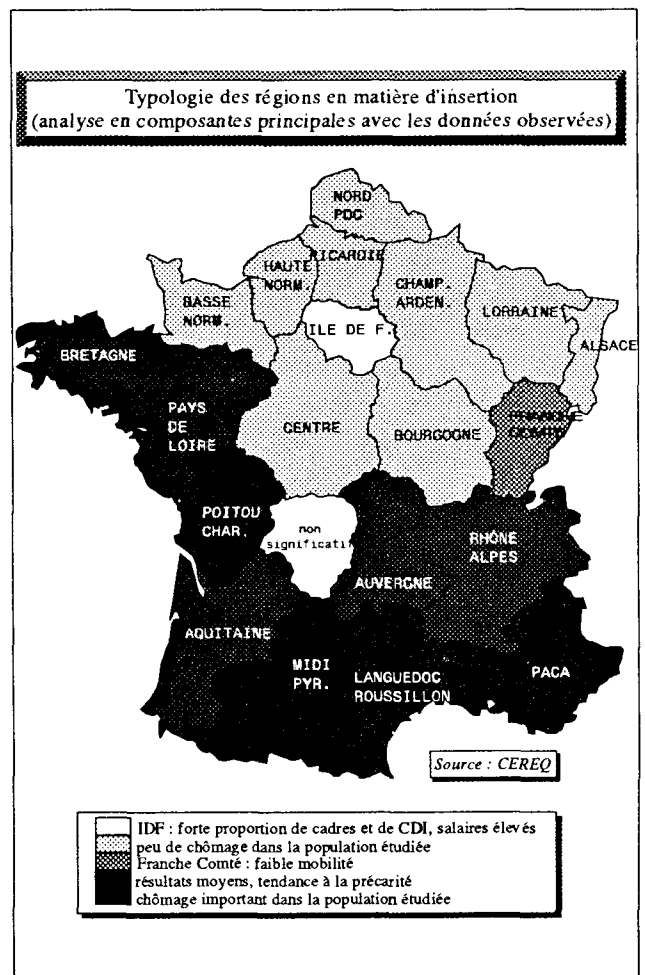 Typologie des régions en matière d'insertion
(analyse en composantes principales avec les données observées)
NORD
PDC
PICARDIE
HAUTE
NORM.
CHAMP.
ARDEN.
BASSE
NORM.
LORRAINE
ILE DE F.
ALSACE
BRETAGNE
PAYS
DE
LOIRE
CENTRE
BOURGOGNE
FRANCHE
COMTE
POITOU
CHAR.
non
significatif
RHÔNE
ALPES
AUVERGNE
AQUITAINE
MIDI
PYR.
LANGUEDOC
ROUSSILLON
PACA
Source : CEREQ
IDF : forte proportion de cadres et de CDI, salaires élevés
peu de chômage dans la population étudiée
Franche Comté : faible mobilité
résultats moyens, tendance à la précarité
chômage important dans la population étudiée